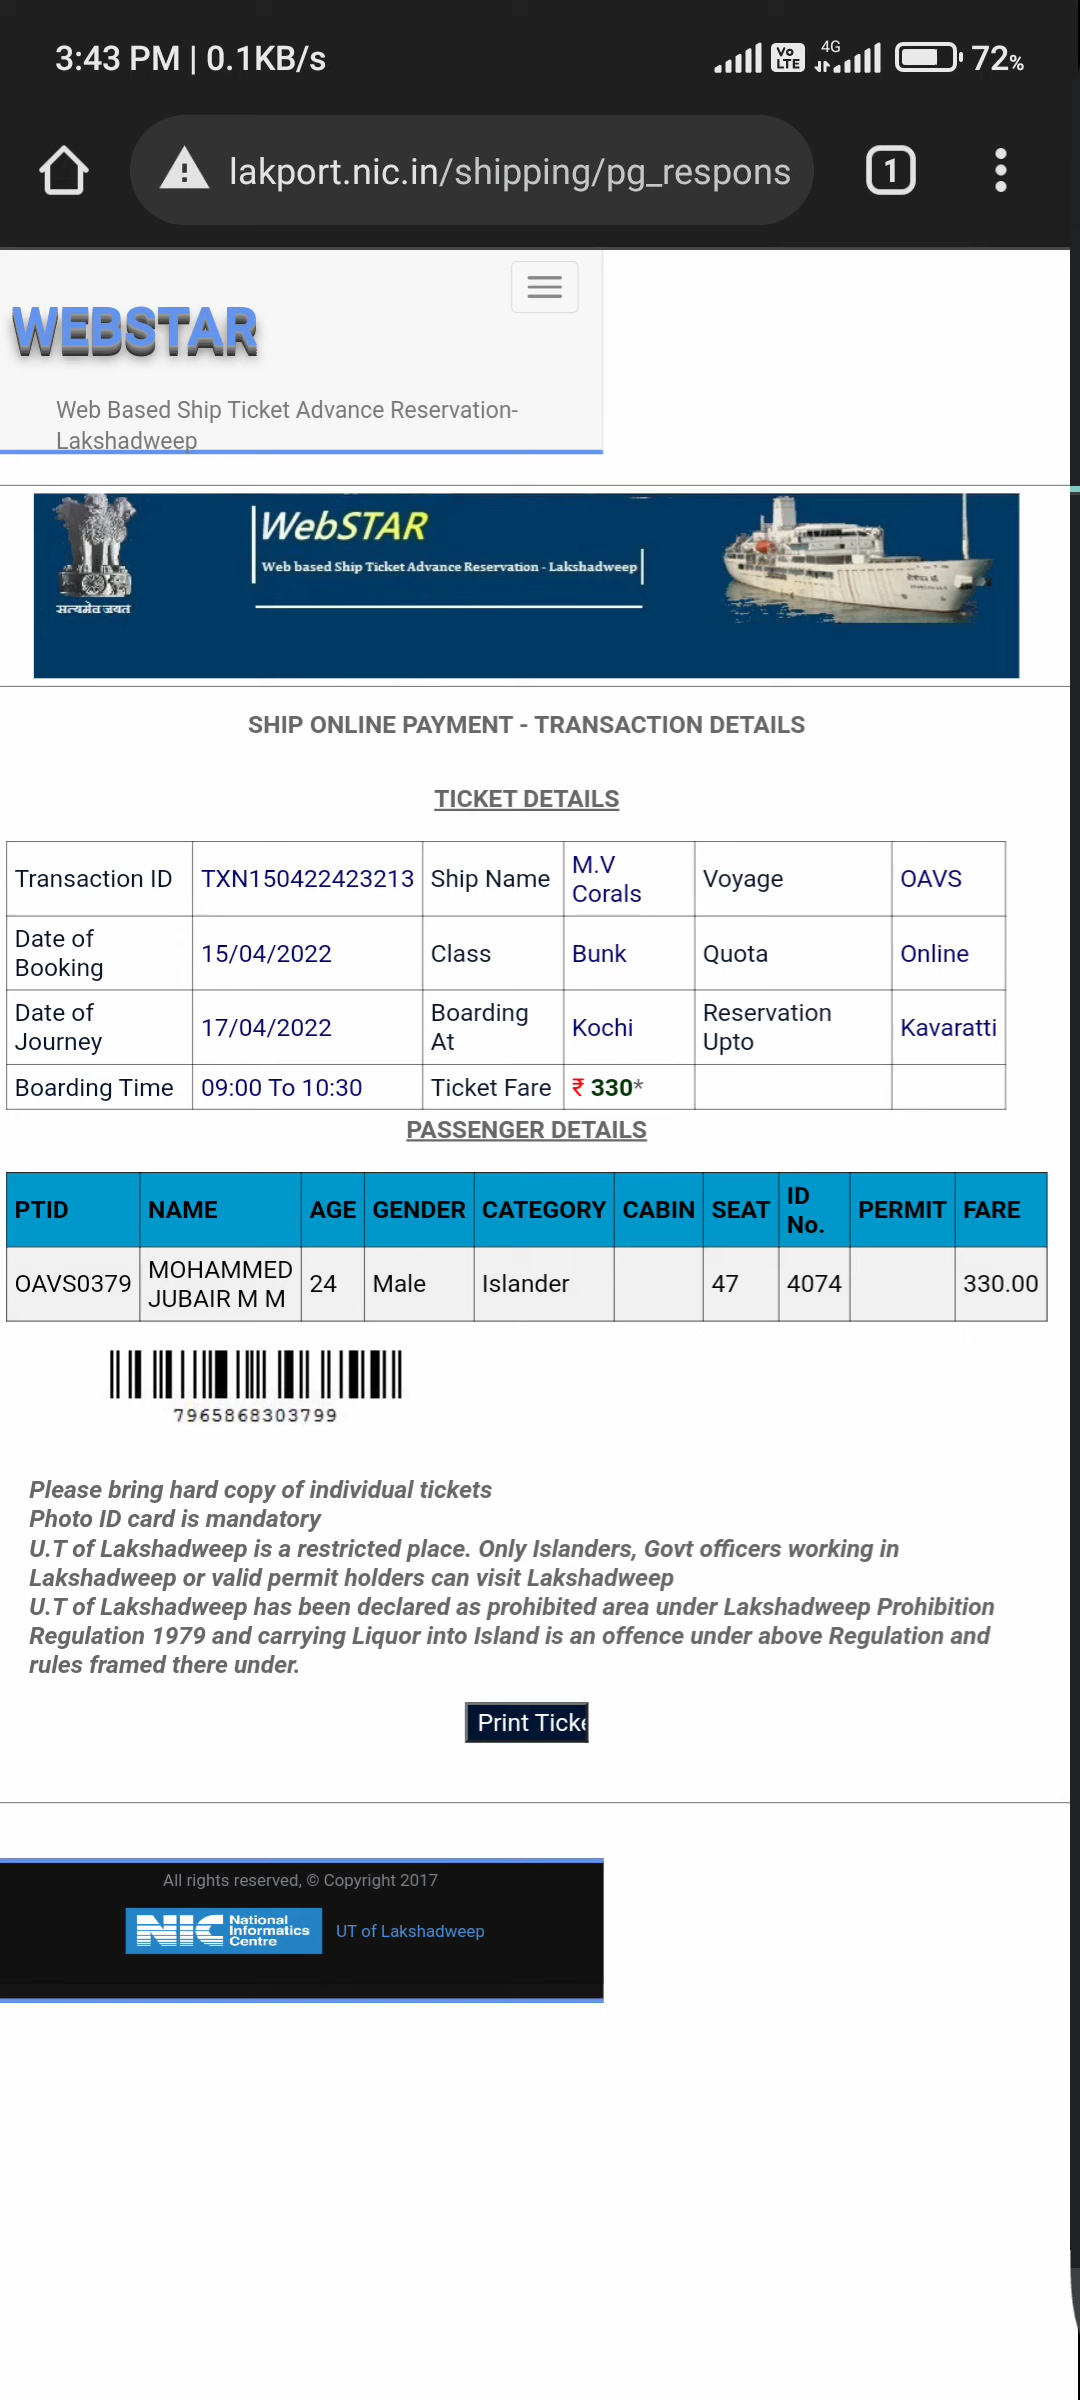 3:43 PM | 0.1KB/s
Vo LTE 4G 72%
lakport.nic.in/shipping/pg_respons
1
WEBSTAR
Web Based Ship Ticket Advance Reservation-
Lakshadweep
WebSTAR
Web based Ship Ticket Advance Reservation - Lakshadweep
सत्यमेव जयते
SHIP ONLINE PAYMENT - TRANSACTION DETAILS
TICKET DETAILS
Transaction ID TXN150422423213 Ship Name M.V Corals Voyage OAVS
Date of Booking 15/04/2022 Class Bunk Quota Online
Date of Journey 17/04/2022 Boarding At Kochi Reservation Upto Kavaratti
Boarding Time 09:00 To 10:30 Ticket Fare ₹ 330*
PASSENGER DETAILS
PTID NAME AGE GENDER CATEGORY CABIN SEAT ID No. PERMIT FARE
OAVS0379 MOHAMMED JUBAIR M M 24 Male Islander 47 4074 330.00
7965868303799
Please bring hard copy of individual tickets
Photo ID card is mandatory
U.T of Lakshadweep is a restricted place. Only Islanders, Govt officers working in
Lakshadweep or valid permit holders can visit Lakshadweep
U.T of Lakshadweep has been declared as prohibited area under Lakshadweep Prohibition
Regulation 1979 and carrying Liquor into Island is an offence under above Regulation and
rules framed there under.
Print Ticke
All rights reserved, © Copyright 2017
NIC National Informatics Centre UT of Lakshadweep